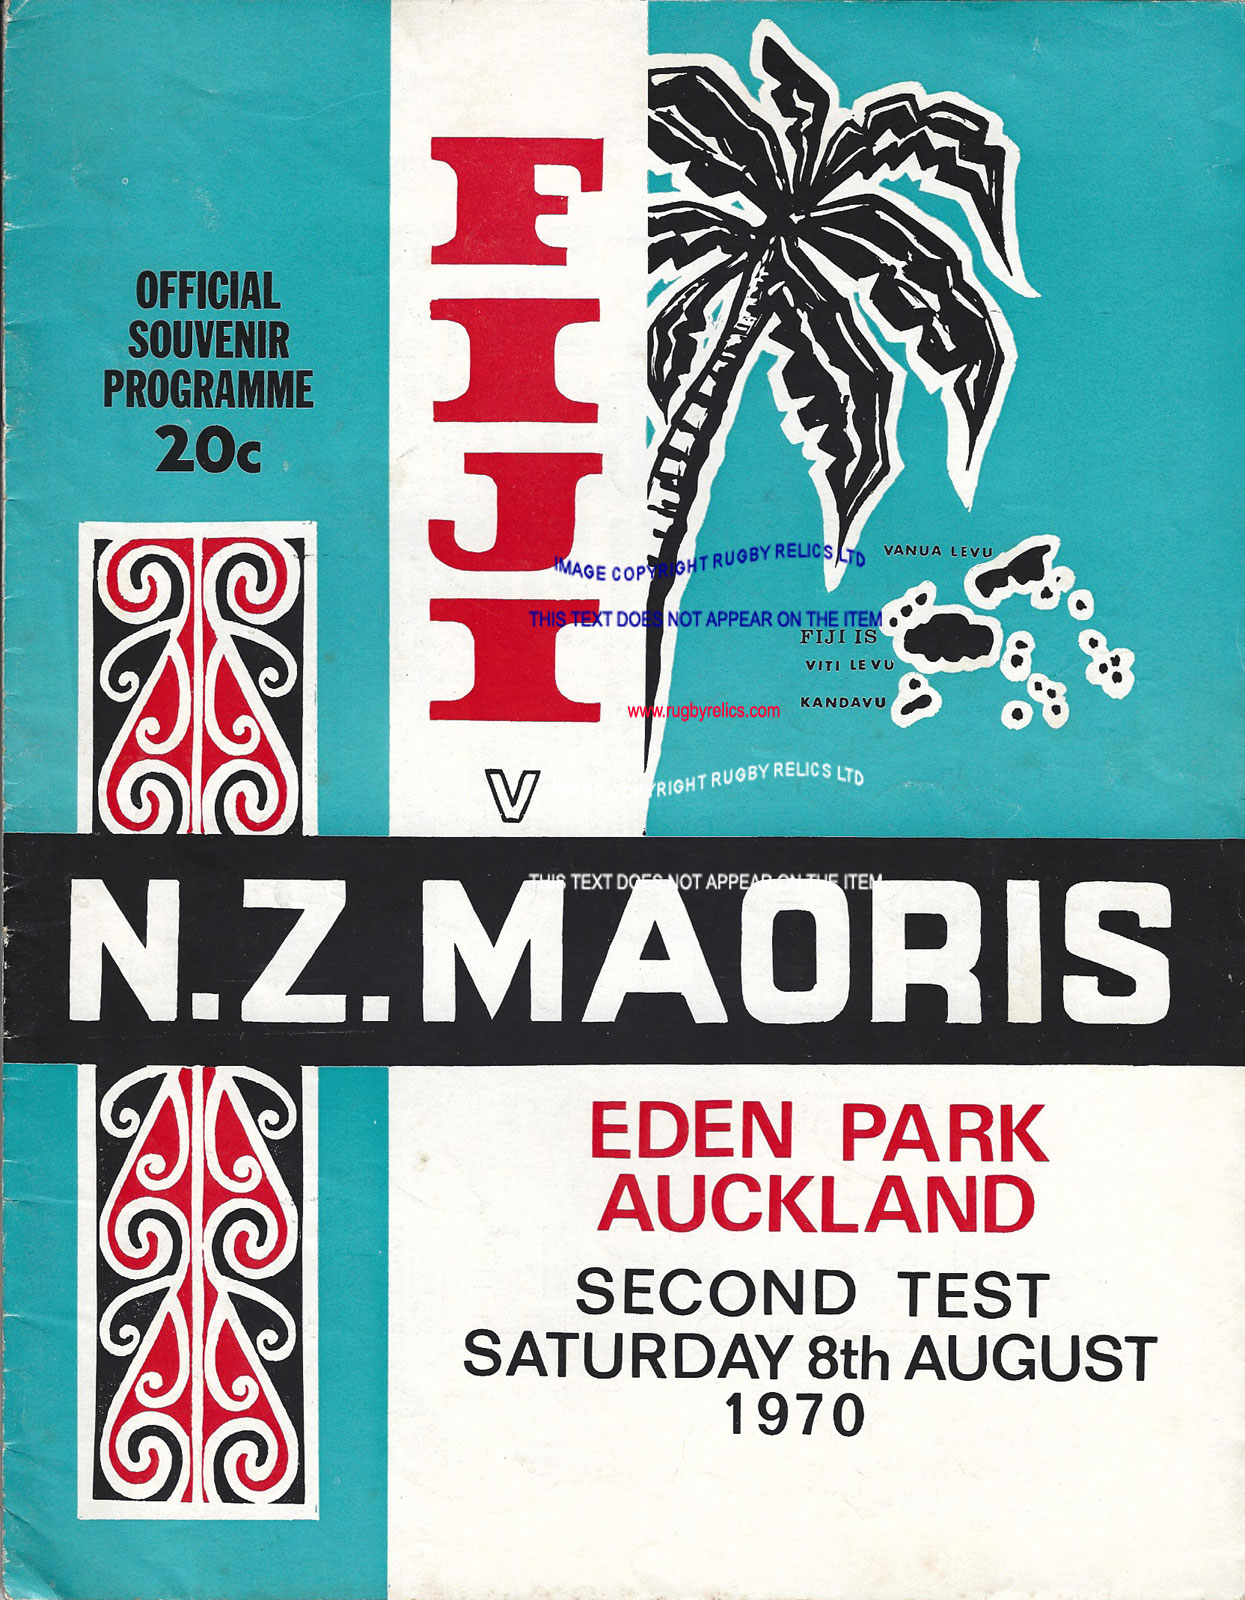 OFFICIAL
SOUVENIR
PROGRAMME
20c
FIJI
V
IMAGE COPYRIGHT RUGBY RELICS LTD
THIS TEXT DOES NOT APPEAR ON THE ITEM
VANUA LEVU
FIJI IS
VITI LEVU
KANDAVU
www.rugbyrelics.com
RIGHT RUGBY RELICS LTD
THIS TEXT DOES NOT APPEAR ON THE ITEM
N.Z. MAORIS
EDEN PARK
AUCKLAND
SECOND TEST
SATURDAY 8th AUGUST
1970